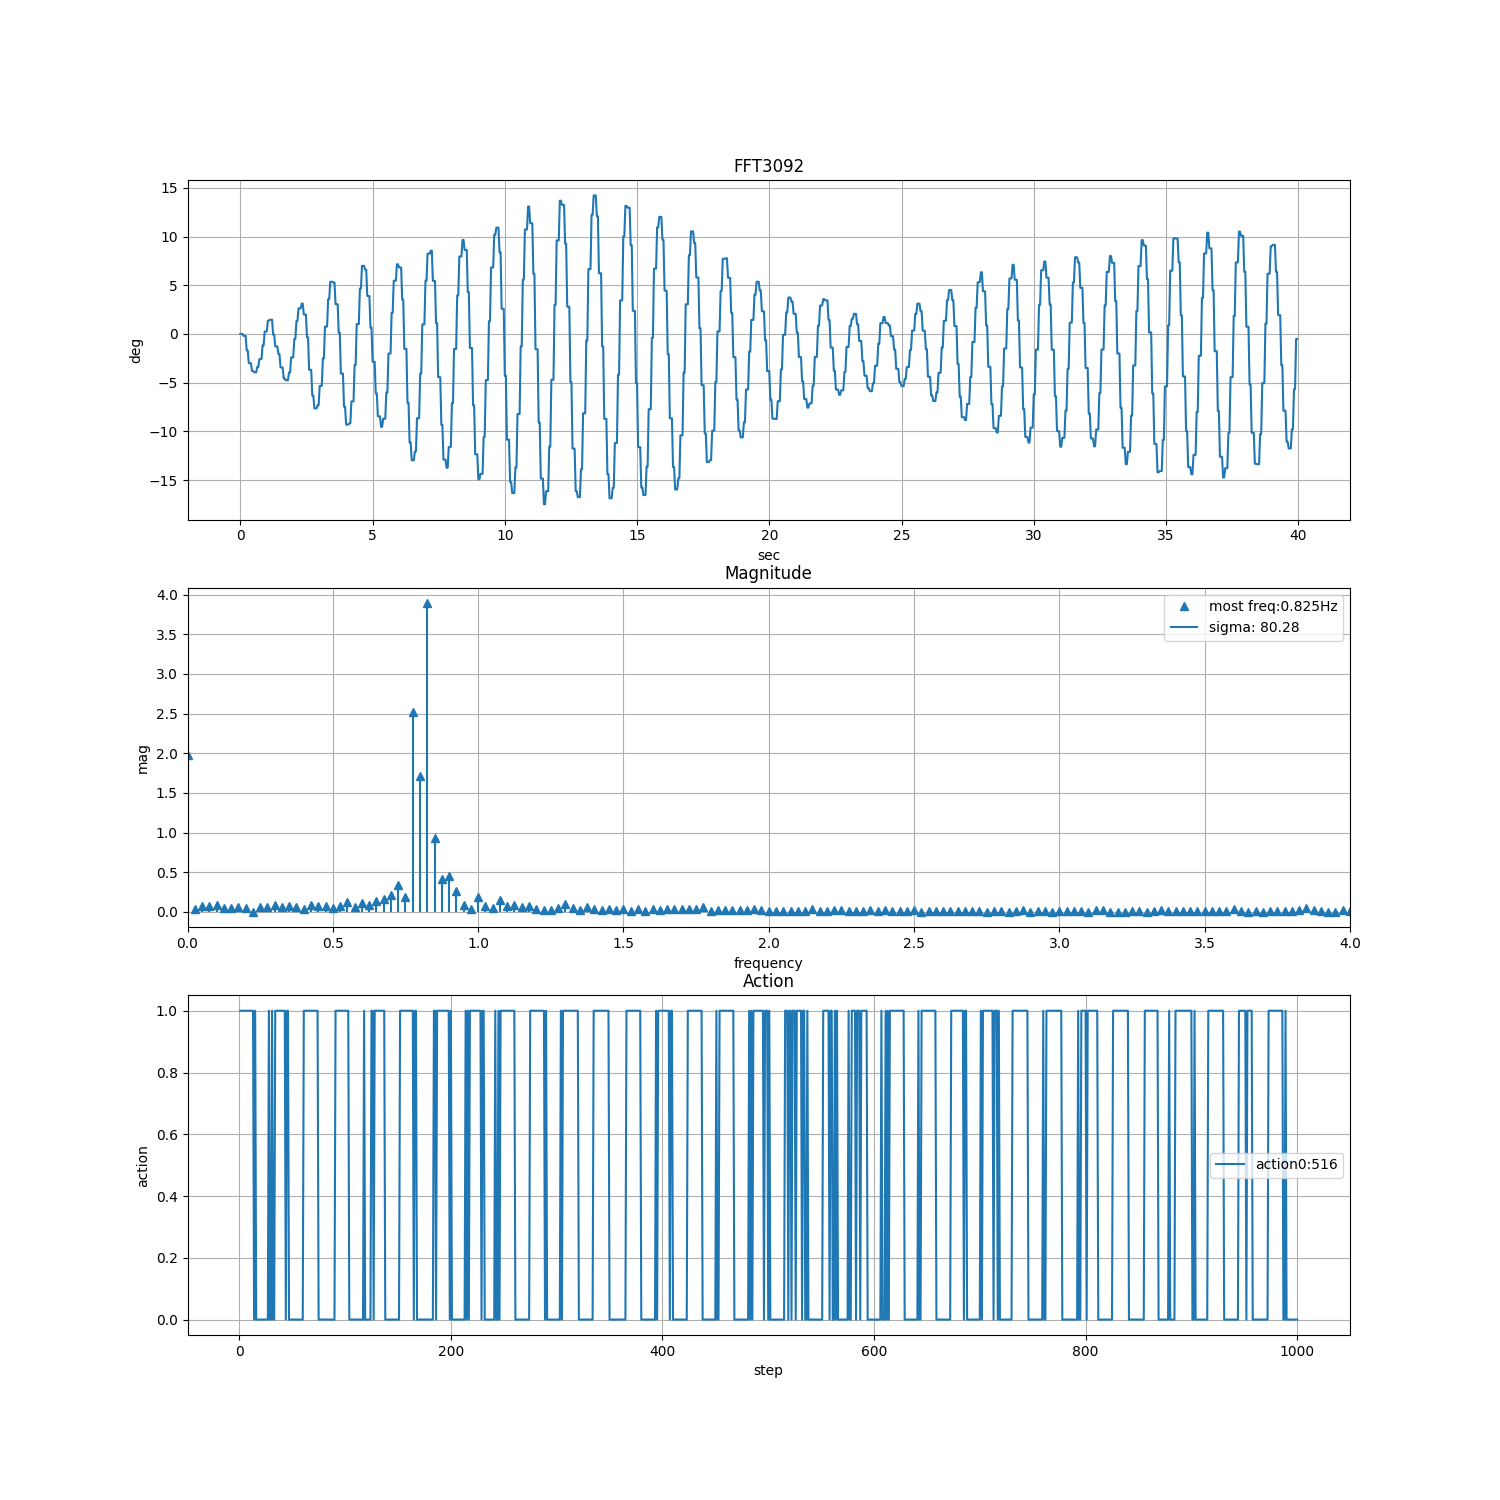 FFT3092
15
10
5
0
−5
−10
−15
deg
0 5 10 15 20 25 30 35 40
sec
Magnitude
4.0
3.5
3.0
2.5
2.0
1.5
1.0
0.5
0.0
mag
most freq:0.825Hz
sigma: 80.28
0.0 0.5 1.0 1.5 2.0 2.5 3.0 3.5 4.0
frequency
Action
1.0
0.8
0.6
0.4
0.2
0.0
action
action0:516
0 200 400 600 800 1000
step